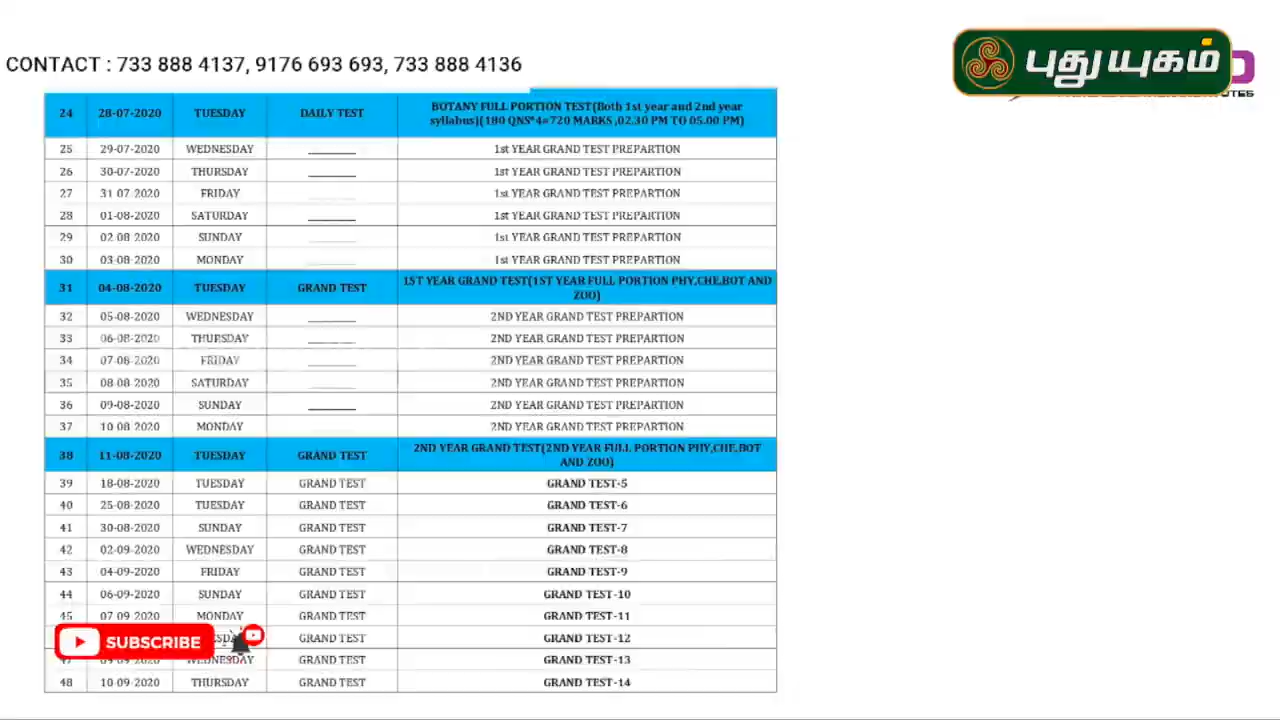 புதுயுகம்
CONTACT : 733 888 4137, 9176 693 693, 733 888 4136
24 28-07-2020 TUESDAY DAILY TEST BOTANY FULL PORTION TEST(Both 1st year and 2nd year
syllabus)(180 QNS*4=720 MARKS ,02.30 PM TO 05.00 PM)
25 29-07-2020 WEDNESDAY ________ 1st YEAR GRAND TEST PREPARTION
26 30-07-2020 THURSDAY ________ 1st YEAR GRAND TEST PREPARTION
27 31-07-2020 FRIDAY ________ 1st YEAR GRAND TEST PREPARTION
28 01-08-2020 SATURDAY ________ 1st YEAR GRAND TEST PREPARTION
29 02-08-2020 SUNDAY ________ 1st YEAR GRAND TEST PREPARTION
30 03-08-2020 MONDAY ________ 1st YEAR GRAND TEST PREPARTION
31 04-08-2020 TUESDAY GRAND TEST 1ST YEAR GRAND TEST(1ST YEAR FULL PORTION PHY,CHE,BOT AND
ZOO)
32 05-08-2020 WEDNESDAY ________ 2ND YEAR GRAND TEST PREPARTION
33 06-08-2020 THURSDAY ________ 2ND YEAR GRAND TEST PREPARTION
34 07-08-2020 FRIDAY ________ 2ND YEAR GRAND TEST PREPARTION
35 08-08-2020 SATURDAY ________ 2ND YEAR GRAND TEST PREPARTION
36 09-08-2020 SUNDAY ________ 2ND YEAR GRAND TEST PREPARTION
37 10-08-2020 MONDAY ________ 2ND YEAR GRAND TEST PREPARTION
38 11-08-2020 TUESDAY GRAND TEST 2ND YEAR GRAND TEST(2ND YEAR FULL PORTION PHY,CHE,BOT
AND ZOO)
39 18-08-2020 TUESDAY GRAND TEST GRAND TEST-5
40 25-08-2020 TUESDAY GRAND TEST GRAND TEST-6
41 30-08-2020 SUNDAY GRAND TEST GRAND TEST-7
42 02-09-2020 WEDNESDAY GRAND TEST GRAND TEST-8
43 04-09-2020 FRIDAY GRAND TEST GRAND TEST-9
44 06-09-2020 SUNDAY GRAND TEST GRAND TEST-10
45 07-09-2020 MONDAY GRAND TEST GRAND TEST-11
SUBSCRIBE GRAND TEST GRAND TEST-12
WEDNESDAY GRAND TEST GRAND TEST-13
48 10-09-2020 THURSDAY GRAND TEST GRAND TEST-14